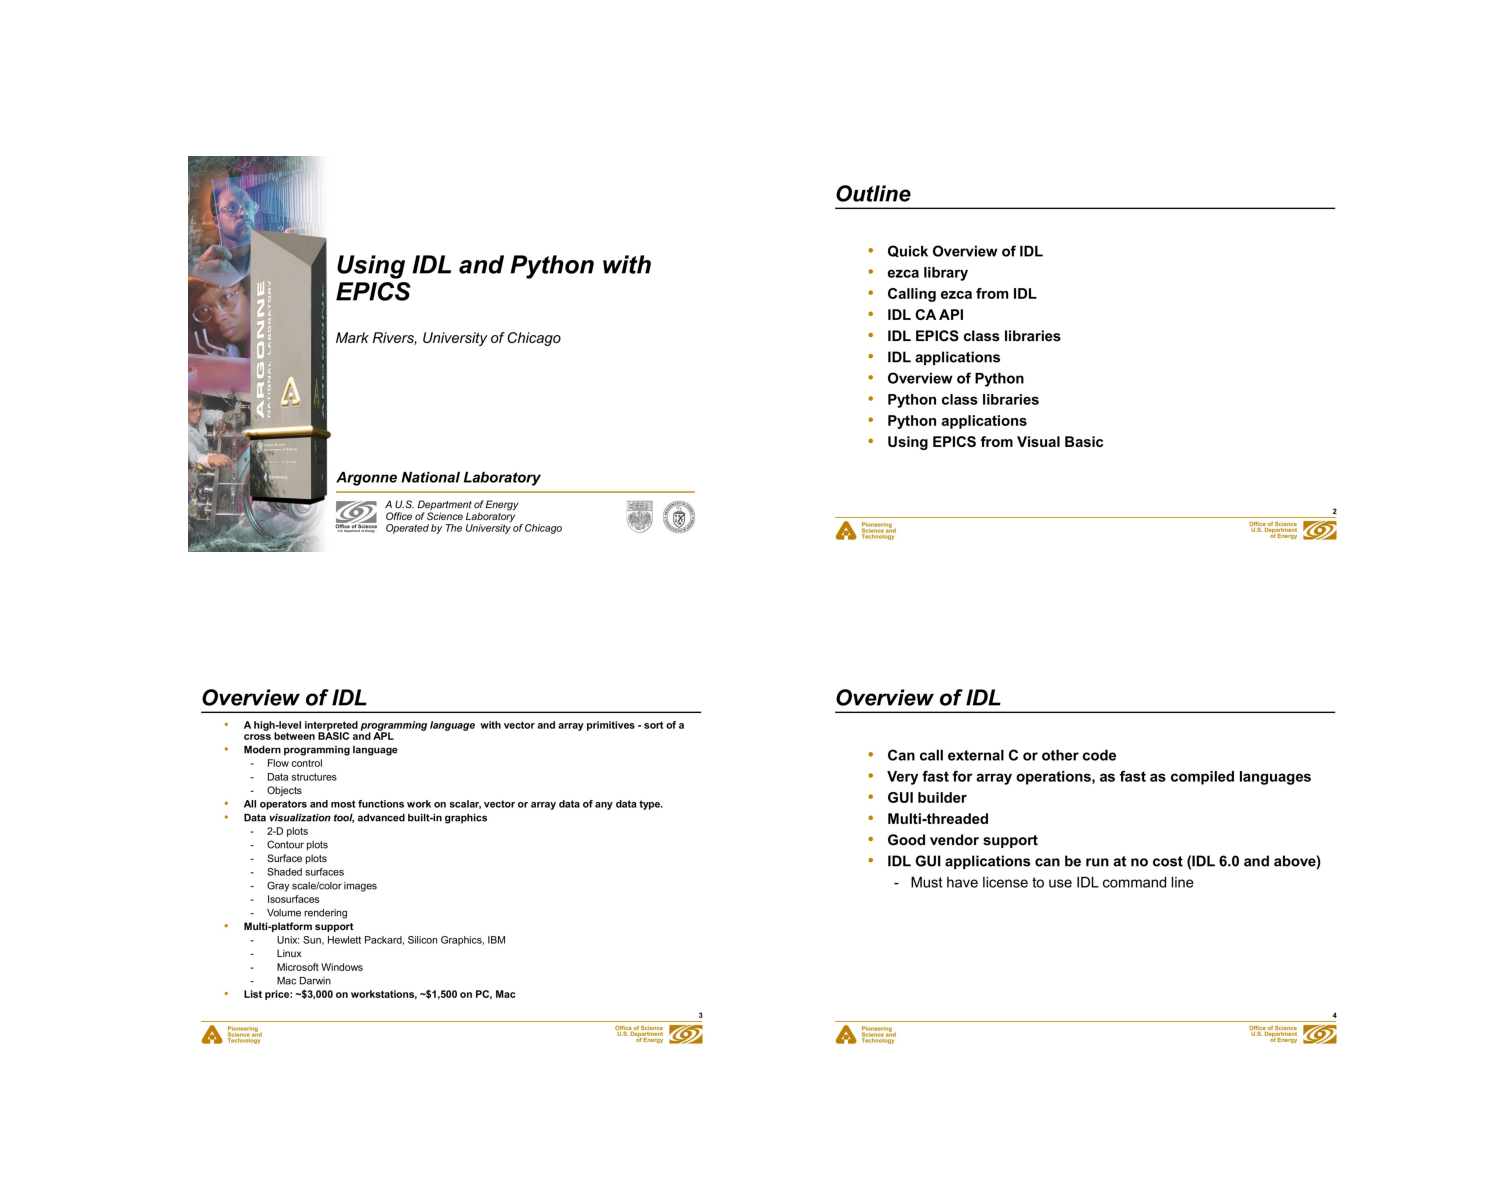 Using IDL and Python with
EPICS
Mark Rivers, University of Chicago
ARGONNE
NATIONAL LABORATORY
Argonne National Laboratory
A U.S. Department of Energy
Office of Science Laboratory
Operated by The University of Chicago
Office of Science
U.S. Department of Energy
Outline
• Quick Overview of IDL
• ezca library
• Calling ezca from IDL
• IDL CA API
• IDL EPICS class libraries
• IDL applications
• Overview of Python
• Python class libraries
• Python applications
• Using EPICS from Visual Basic
2
Pioneering
Science and
Technology
Office of Science
U.S. Department
of Energy
Overview of IDL
• A high-level interpreted programming language with vector and array primitives - sort of a
cross between BASIC and APL
• Modern programming language
- Flow control
- Data structures
- Objects
• All operators and most functions work on scalar, vector or array data of any data type.
• Data visualization tool, advanced built-in graphics
- 2-D plots
- Contour plots
- Surface plots
- Shaded surfaces
- Gray scale/color images
- Isosurfaces
- Volume rendering
• Multi-platform support
- Unix: Sun, Hewlett Packard, Silicon Graphics, IBM
- Linux
- Microsoft Windows
- Mac Darwin
• List price: ~$3,000 on workstations, ~$1,500 on PC, Mac
3
Pioneering
Science and
Technology
Office of Science
U.S. Department
of Energy
Overview of IDL
• Can call external C or other code
• Very fast for array operations, as fast as compiled languages
• GUI builder
• Multi-threaded
• Good vendor support
• IDL GUI applications can be run at no cost (IDL 6.0 and above)
- Must have license to use IDL command line
4
Pioneering
Science and
Technology
Office of Science
U.S. Department
of Energy